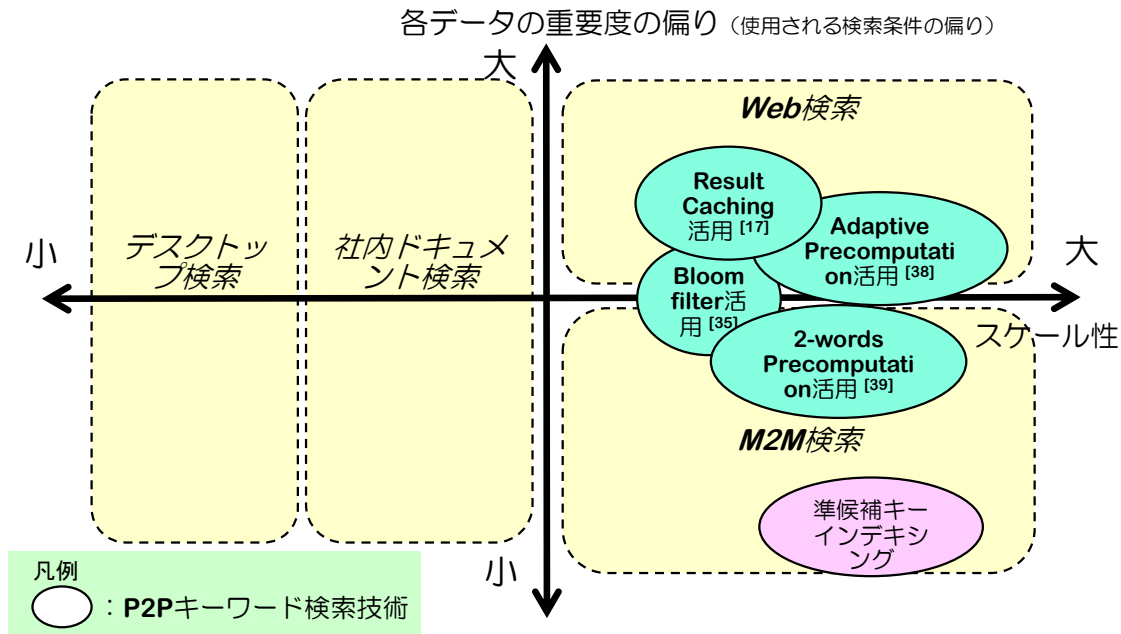 各データの重要度の偏り（使用される検索条件の偏り）
大
Web検索
Result
Caching
活用 [17]
Adaptive
Precomputati
on活用 [38]
小
デスクトッ
プ検索
社内ドキュメ
ント検索
大
Bloom
filter活
用 [35]
スケール性
2-words
Precomputati
on活用 [39]
M2M検索
準候補キー
インデキシ
ング
小
凡例
：P2Pキーワード検索技術